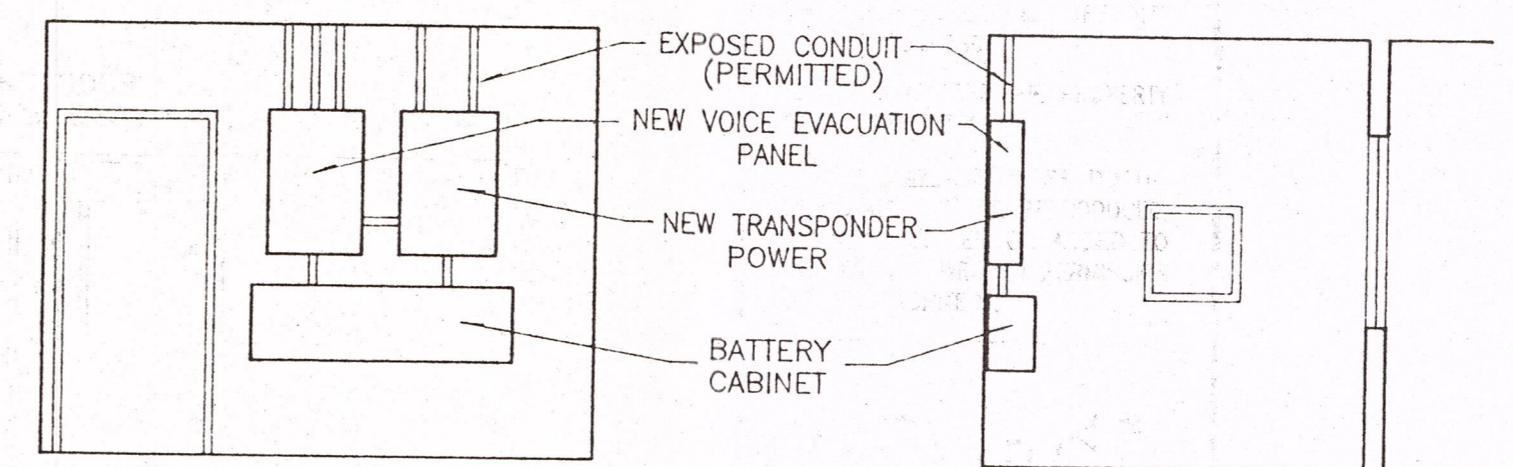 EXPOSED CONDUIT
(PERMITTED)
NEW VOICE EVACUATION
PANEL
NEW TRANSPONDER
POWER
BATTERY
CABINET